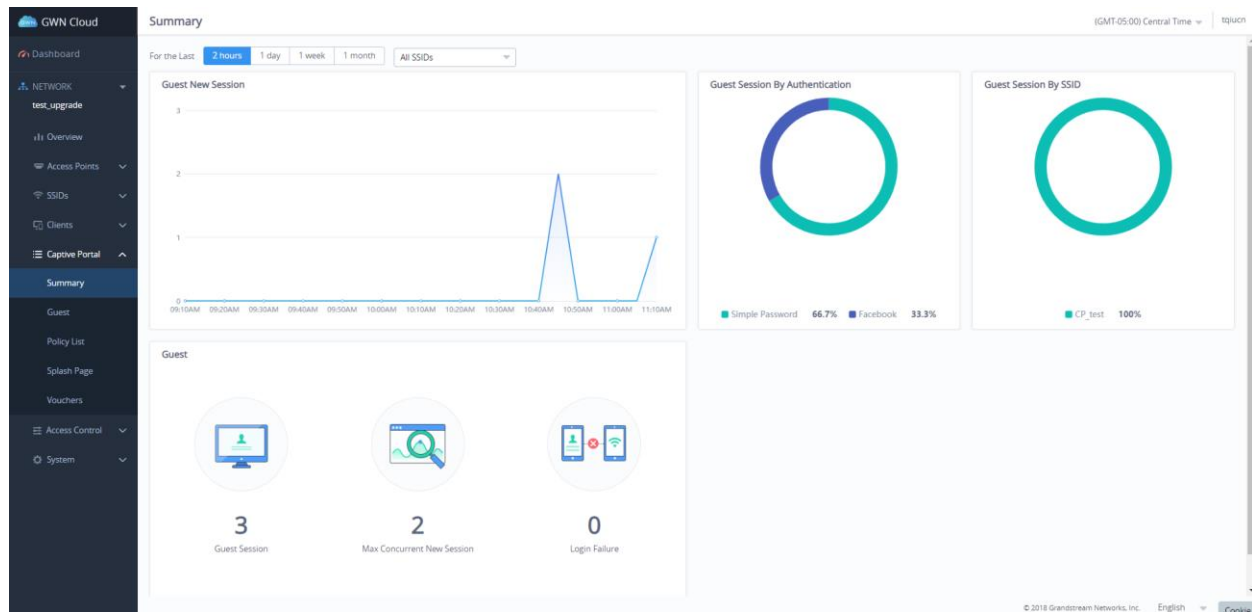 GWN Cloud
Summary
(GMT-05:00) Central Time
tqiucn
Dashboard
NETWORK
test_upgrade
Overview
Access Points
SSIDs
Clients
Captive Portal
Summary
Guest
Policy List
Splash Page
Vouchers
Access Control
System
For the Last 2 hours 1 day 1 week 1 month All SSIDs
Guest New Session
3
2
1
0
09:10AM 09:20AM 09:30AM 09:40AM 09:50AM 10:00AM 10:10AM 10:20AM 10:30AM 10:40AM 10:50AM 11:00AM 11:10AM
Guest Session By Authentication
Simple Password 66.7% Facebook 33.3%
Guest Session By SSID
CP_test 100%
Guest
3
Guest Session
2
Max Concurrent New Session
0
Login Failure
© 2018 Grandstream Networks, Inc. English Cookie